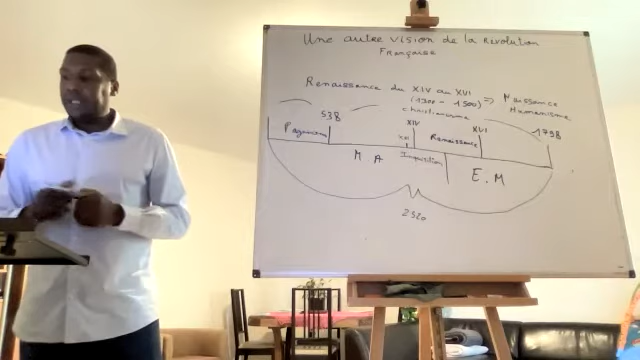 Une autre vision de la Révolution
Française
Renaissance du XIV au XVI
(1300 - 1500) => Naissance
Humanisme
christianisme
538
1798
XIV
XVI
Paganisme
XII
Renaissance
M A
Inquisition
E.M